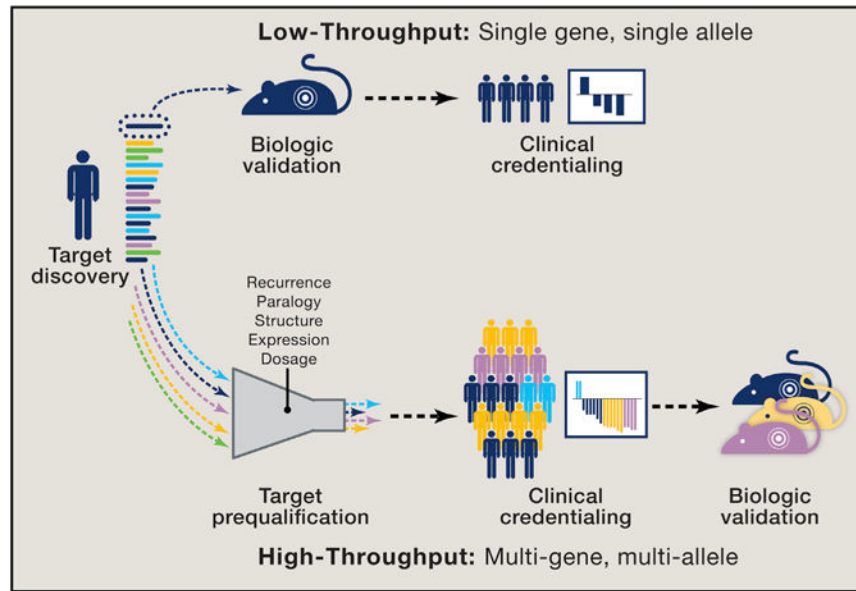 Low-Throughput: Single gene, single allele
Biologic
validation
Clinical
credentialing
Target
discovery
Recurrence
Paralogy
Structure
Expression
Dosage
Target
prequalification
Clinical
credentialing
Biologic
validation
High-Throughput: Multi-gene, multi-allele